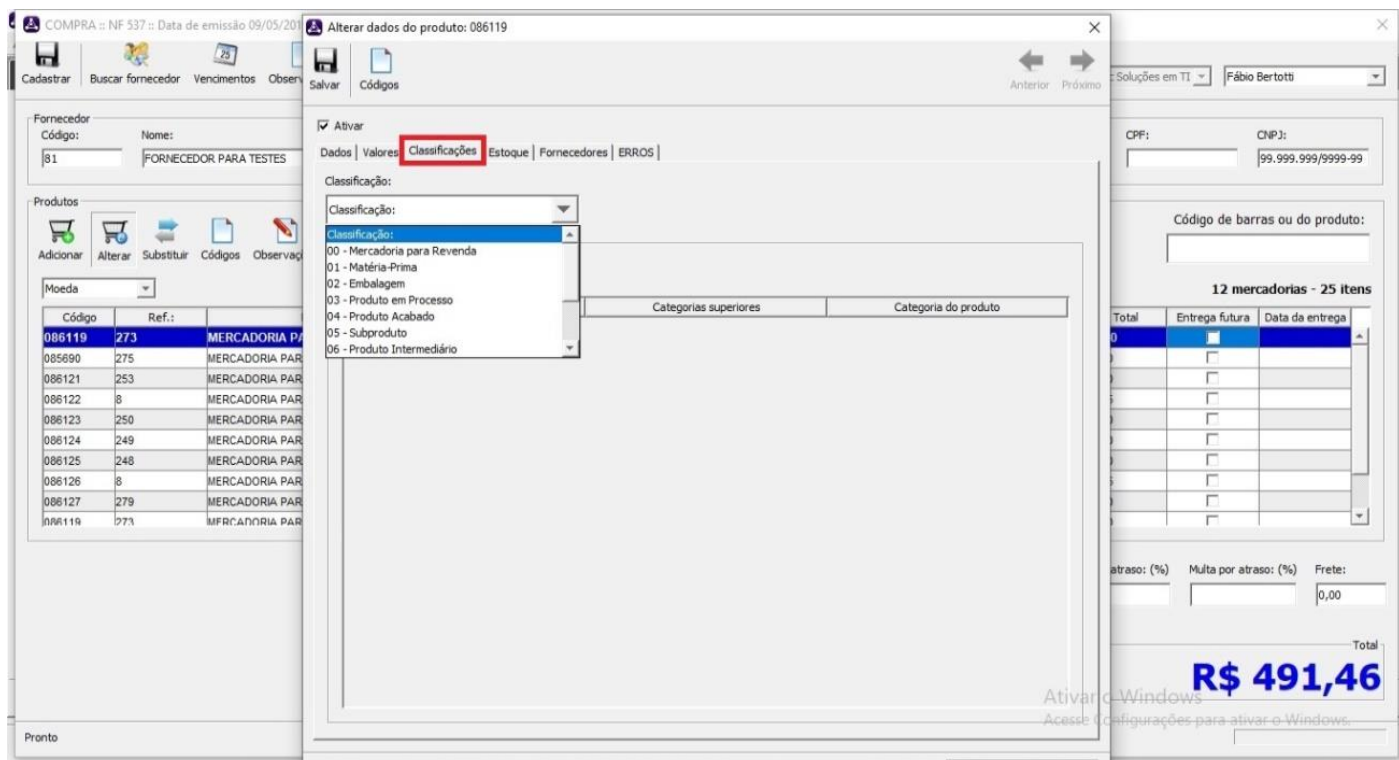 COMPRA :: NF 537 :: Data de emissão 09/05/201
Cadastrar
Buscar fornecedor
Vencimentos
Observ
25
Soluções em TI
Fábio Bertotti
Fornecedor
Código:
Nome:
CPF:
CNPJ:
81
FORNECEDOR PARA TESTES
99.999.999/9999-99
Produtos
Adicionar
Alterar
Substituir
Códigos
Observaçõ
Código de barras ou do produto:
Moeda
12 mercadorias - 25 itens
Código Ref.: Total Entrega futura Data da entrega
086119 273 MERCADORIA PA 0
085690 275 MERCADORIA PAR
086121 253 MERCADORIA PAR
086122 8 MERCADORIA PAR
086123 250 MERCADORIA PAR
086124 249 MERCADORIA PAR
086125 248 MERCADORIA PAR
086126 8 MERCADORIA PAR
086127 279 MERCADORIA PAR
086119 273 MERCADORIA PAR
atraso: (%)
Multa por atraso: (%)
Frete:
0,00
Total
R$ 491,46
Pronto
Alterar dados do produto: 086119
Salvar
Códigos
Anterior
Próximo
Ativar
Dados
Valores
Classificações
Estoque
Fornecedores
ERROS
Classificação:
Classificação:
Classificação:
00 - Mercadoria para Revenda
01 - Matéria-Prima
02 - Embalagem
03 - Produto em Processo
04 - Produto Acabado
05 - Subproduto
06 - Produto Intermediário
Categorias superiores
Categoria do produto
Ativar o Windows
Acesse Configurações para ativar o Windows.